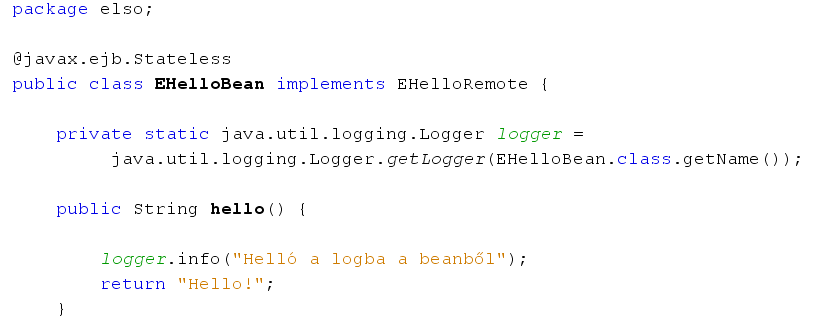 package elso;
@javax.ejb.Stateless
public class EHelloBean implements EHelloRemote {
private static java.util.logging.Logger logger =
java.util.logging.Logger.getLogger(EHelloBean.class.getName());
public String hello() {
logger.info("Helló a logba a beanből");
return "Hello!";
}